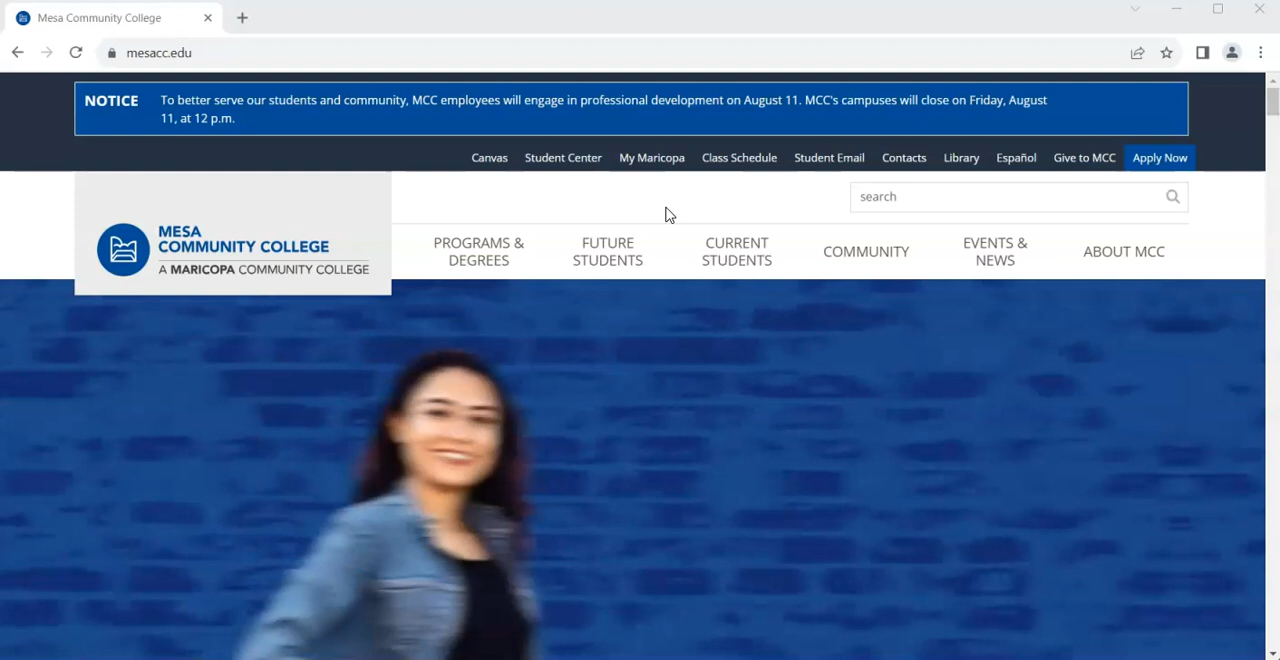 Mesa Community College
mesacc.edu
NOTICE To better serve our students and community, MCC employees will engage in professional development on August 11. MCC's campuses will close on Friday, August
11, at 12 p.m.
Canvas Student Center My Maricopa Class Schedule Student Email Contacts Library Español Give to MCC Apply Now
search
MESA
COMMUNITY COLLEGE
A MARICOPA COMMUNITY COLLEGE
PROGRAMS &
DEGREES
FUTURE
STUDENTS
CURRENT
STUDENTS
COMMUNITY
EVENTS &
NEWS
ABOUT MCC